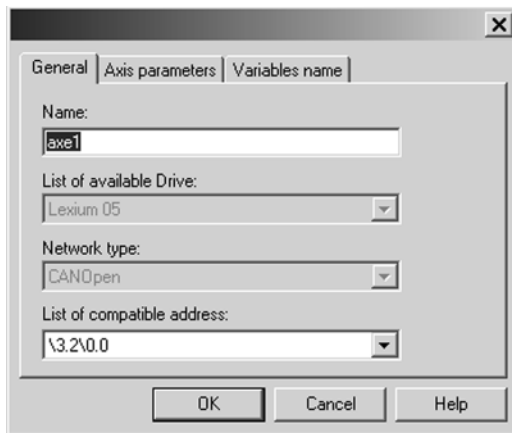 General Axis parameters Variables name
Name:
axe1
List of available Drive:
Lexium 05
Network type:
CANOpen
List of compatible address:
\3.2\0.0
OK Cancel Help